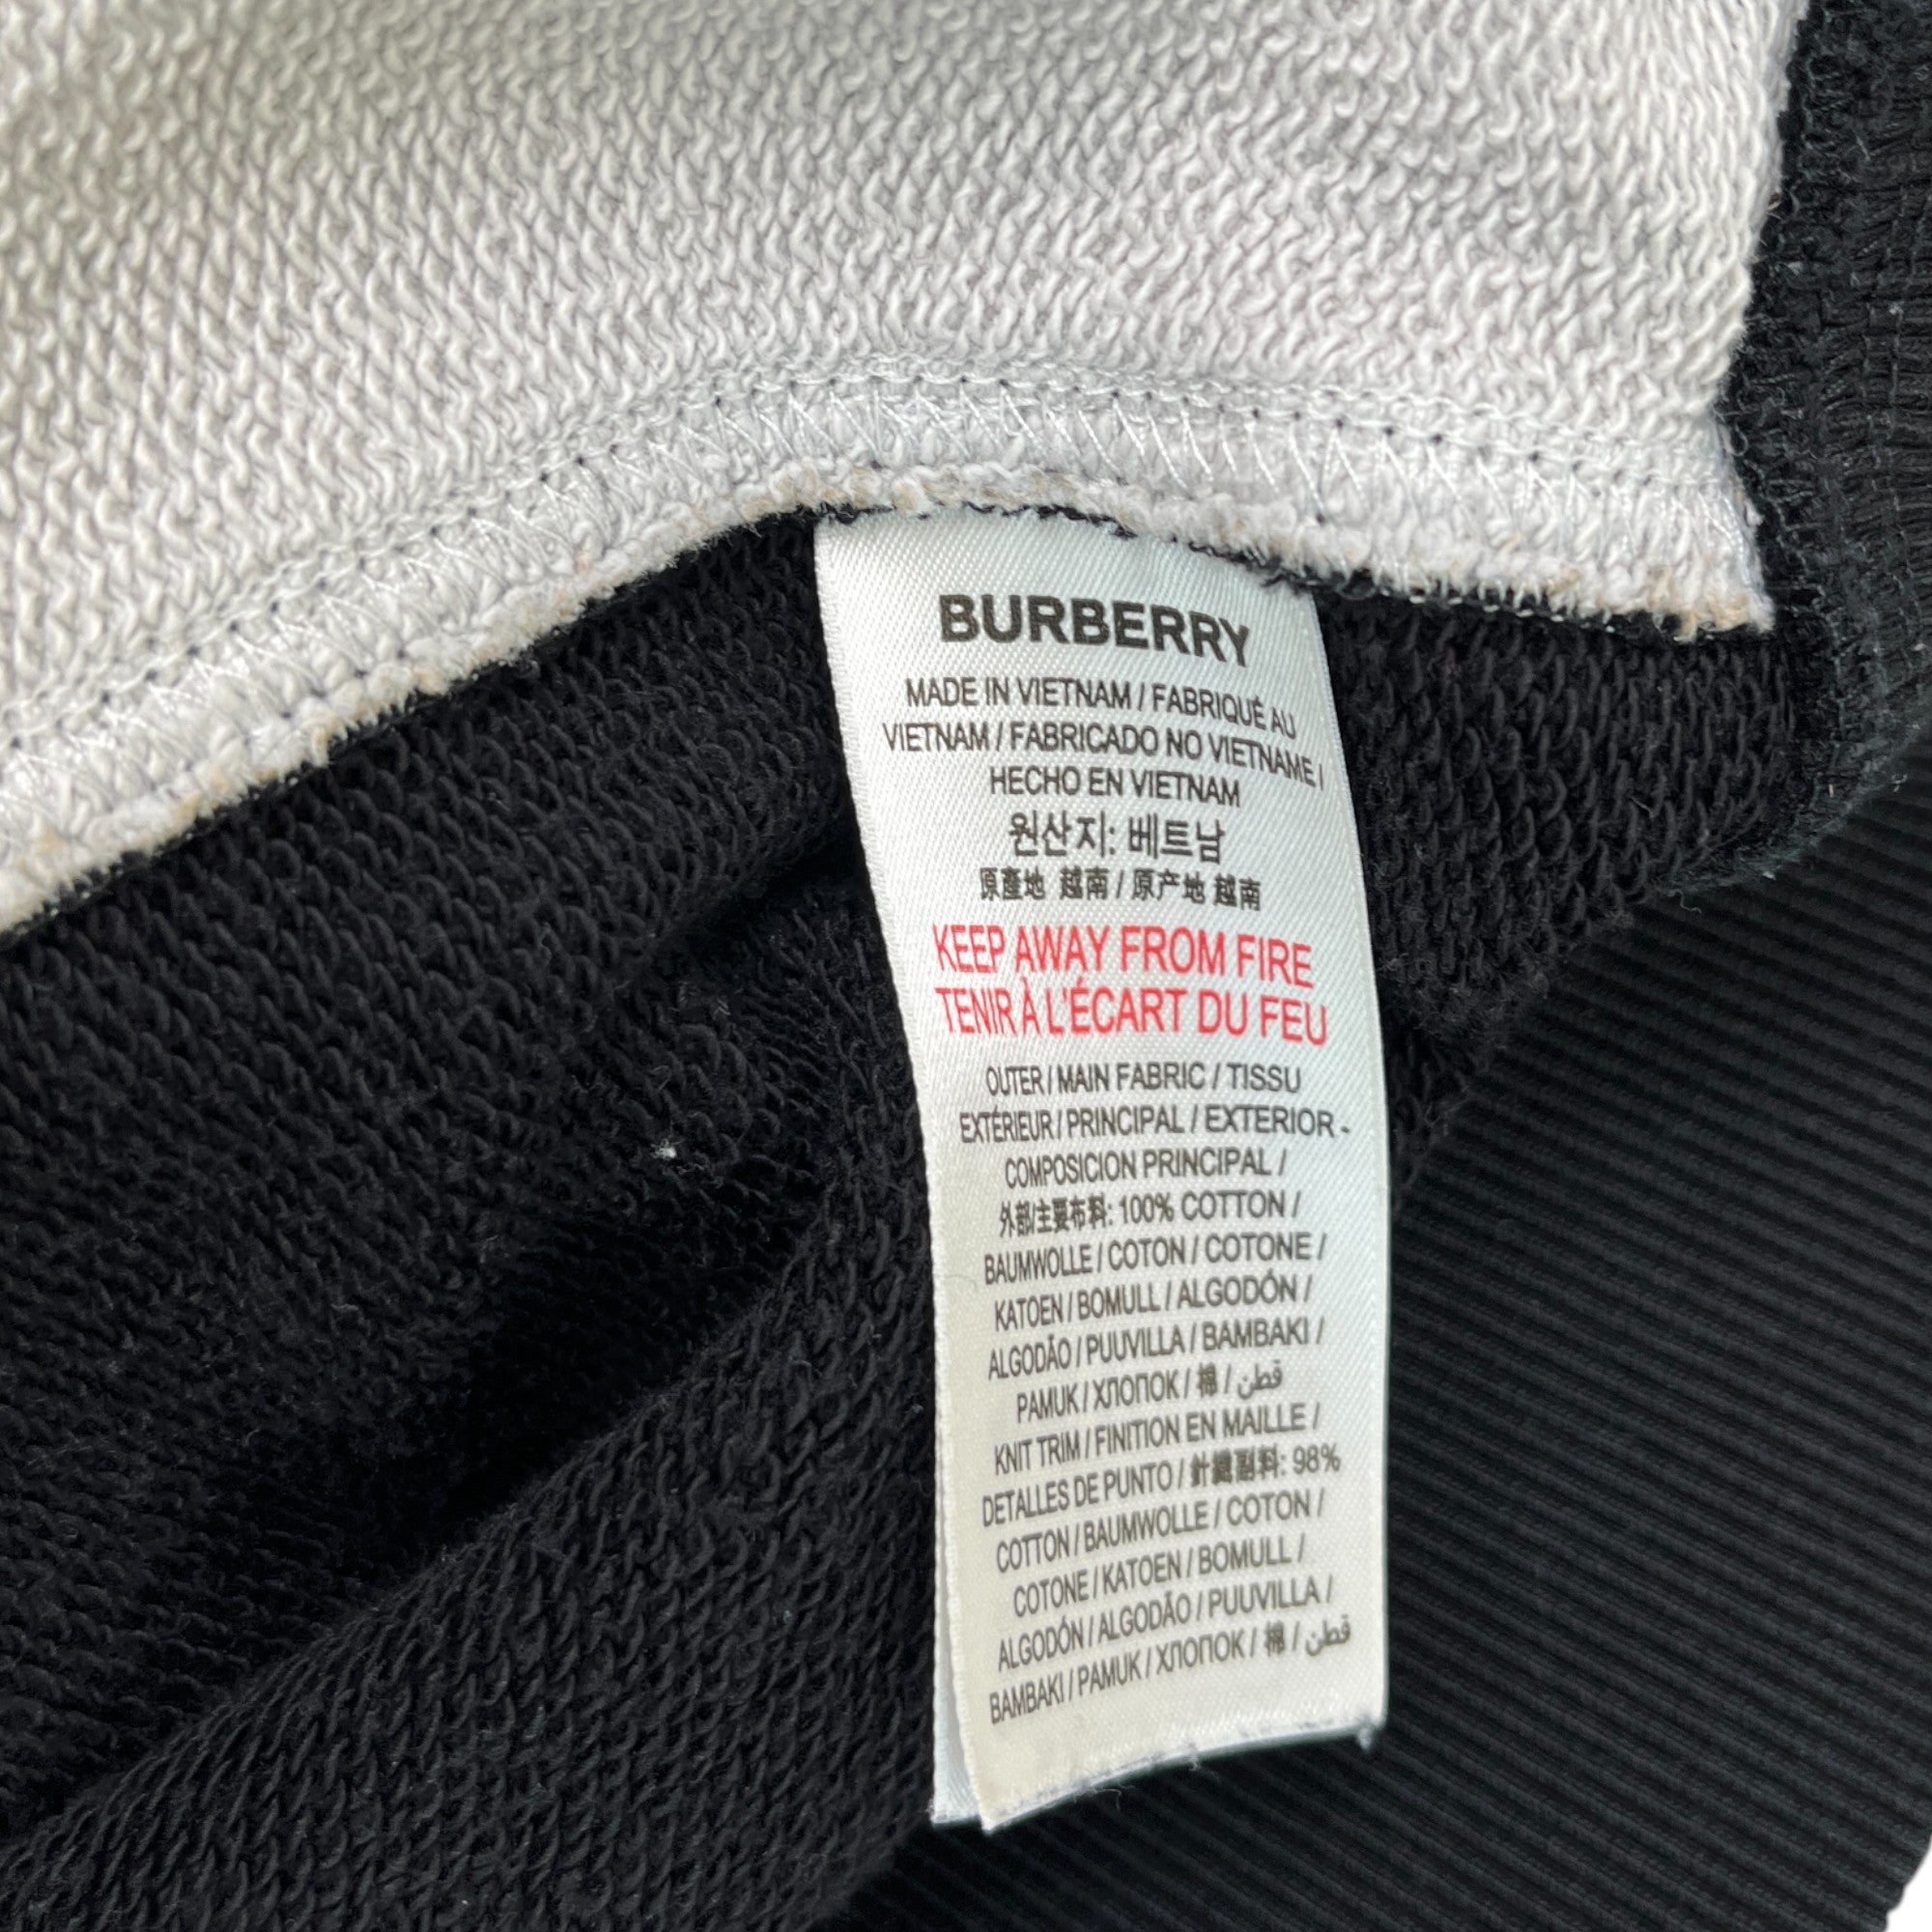 BURBERRY
MADE IN VIETNAM / FABRIQUÉ AU
VIETNAM / FABRICADO NO VIETNAME /
HECHO EN VIETNAM
원산지: 베트남
原產地 越南 / 原产地 越南
KEEP AWAY FROM FIRE
TENIR À L'ÉCART DU FEU
OUTER / MAIN FABRIC / TISSU
EXTÉRIEUR / PRINCIPAL / EXTERIOR -
COMPOSICION PRINCIPAL /
外部/主要布料: 100% COTTON /
BAUMWOLLE / COTON / COTONE /
KATOEN / BOMULL / ALGODÓN /
ALGODÃO / PUUVILLA / BAMBAKI /
PAMUK / ХЛОПОК / 棉 / قطن
KNIT TRIM / FINITION EN MAILLE /
DETALLES DE PUNTO / 針織副料: 98%
COTTON / BAUMWOLLE / COTON /
COTONE / KATOEN / BOMULL /
ALGODÓN / ALGODÃO / PUUVILLA /
BAMBAKI / PAMUK / ХЛОПОК / 棉 / قطن